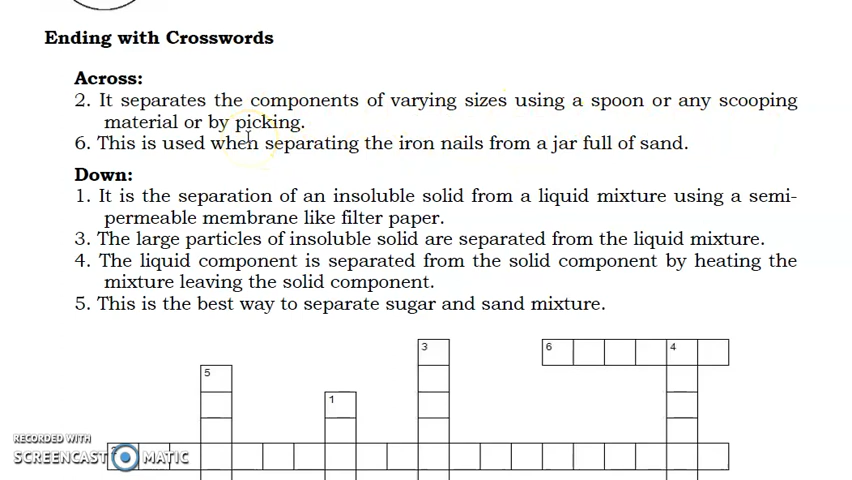 Ending with Crosswords
Across:
2. It separates the components of varying sizes using a spoon or any scooping
material or by picking.
6. This is used when separating the iron nails from a jar full of sand.
Down:
1. It is the separation of an insoluble solid from a liquid mixture using a semi-
permeable membrane like filter paper.
3. The large particles of insoluble solid are separated from the liquid mixture.
4. The liquid component is separated from the solid component by heating the
mixture leaving the solid component.
5. This is the best way to separate sugar and sand mixture.
3
6
4
5
1
RECORDED WITH
SCREENCAST MATIC